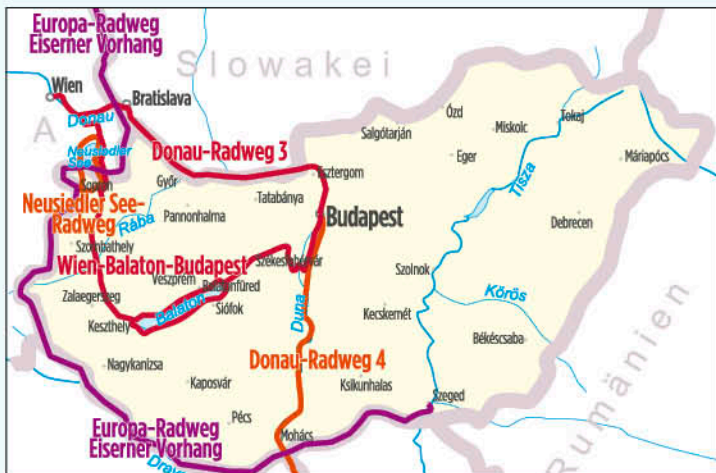 Europa-Radweg
Eiserner Vorhang
Slowakei
Wien
Bratislava
Donau
A
Neusiedler
See
Donau-Radweg 3
Ózd
Salgótarján
Miskolc
Tokaj
Eger
Máriapócs
Esztergom
Győr
Tatabánya
Sopron
Neusiedler See-
Radweg
Pannonhalma
Rába
Budapest
Tisza
Debrecen
Szombathely
Wien-Balaton-Budapest
Székesfehérvár
Veszprém
Balatonfüred
Szolnok
Zalaegerszeg
Balaton
Siófok
Duna
Körös
Keszthely
Kecskemét
Békéscsaba
Nagykanizsa
Donau-Radweg 4
Kaposvár
Ksikunhalas
Szeged
Pécs
Europa-Radweg
Eiserner Vorhang
Mohács
Rumänien